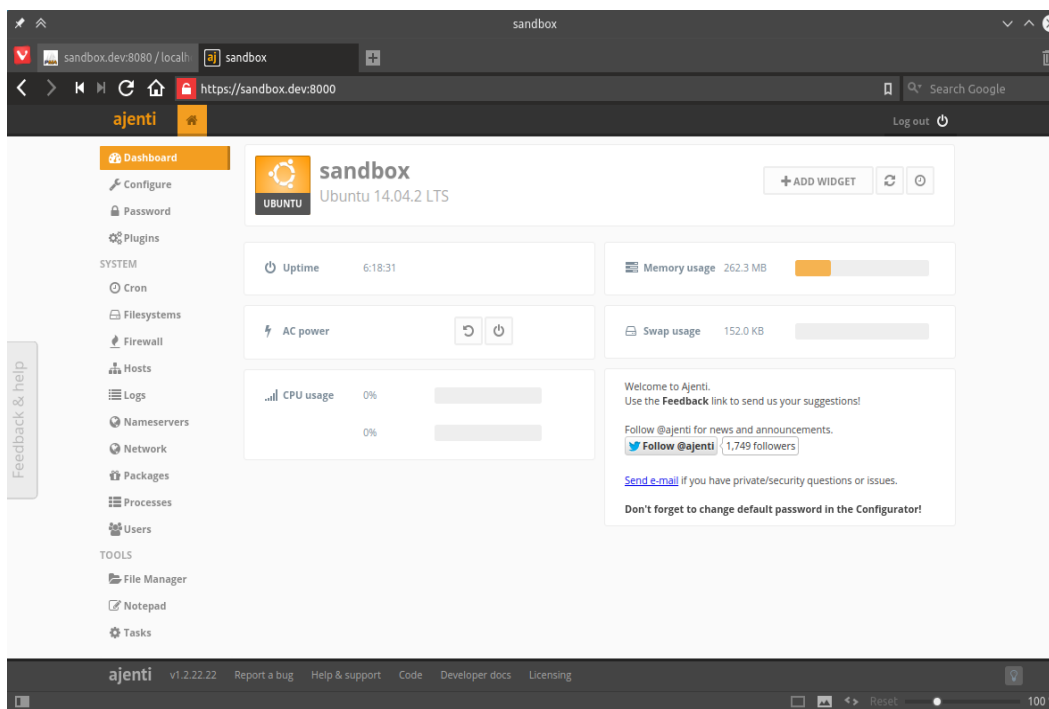 sandbox
sandbox.dev:8080 / localh
aj sandbox
https://sandbox.dev:8000
Search Google
ajenti
Log out
Dashboard
Configure
Password
Plugins
SYSTEM
Cron
Filesystems
Firewall
Hosts
Logs
Nameservers
Network
Packages
Processes
Users
TOOLS
File Manager
Notepad
Tasks
Feedback & help
UBUNTU
sandbox
Ubuntu 14.04.2 LTS
ADD WIDGET
Uptime 6:18:31
Memory usage 262.3 MB
AC power
Swap usage 152.0 KB
CPU usage 0%
0%
Welcome to Ajenti.
Use the Feedback link to send us your suggestions!
Follow @ajenti for news and announcements.
Follow @ajenti 1,749 followers
Send e-mail if you have private/security questions or issues.
Don't forget to change default password in the Configurator!
ajenti v1.2.22.22 Report a bug Help & support Code Developer docs Licensing
Reset 100